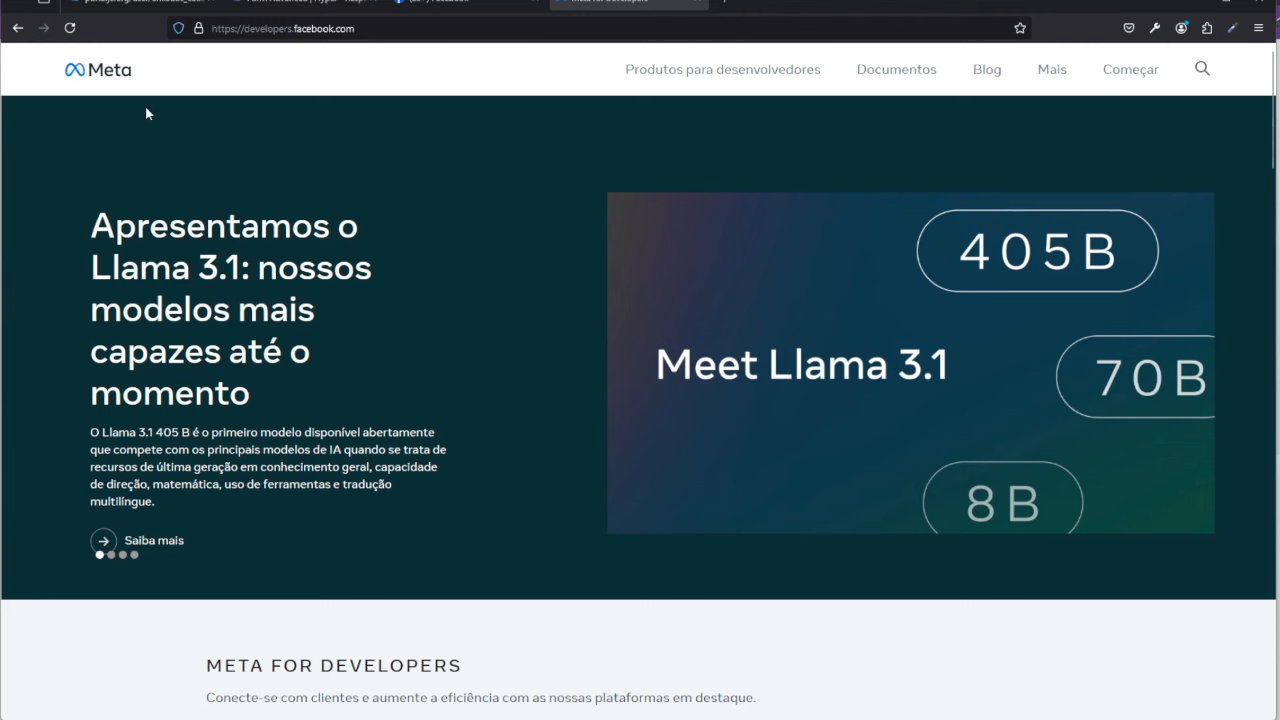 https://developers.facebook.com
Meta
Produtos para desenvolvedores
Documentos
Blog
Mais
Começar
Apresentamos o
Llama 3.1: nossos
modelos mais
capazes até o
momento
O Llama 3.1 405 B é o primeiro modelo disponível abertamente
que compete com os principais modelos de IA quando se trata de
recursos de última geração em conhecimento geral, capacidade
de direção, matemática, uso de ferramentas e tradução
multilíngue.
Saiba mais
405B
Meet Llama 3.1
70B
8B
META FOR DEVELOPERS
Conecte-se com clientes e aumente a eficiência com as nossas plataformas em destaque.